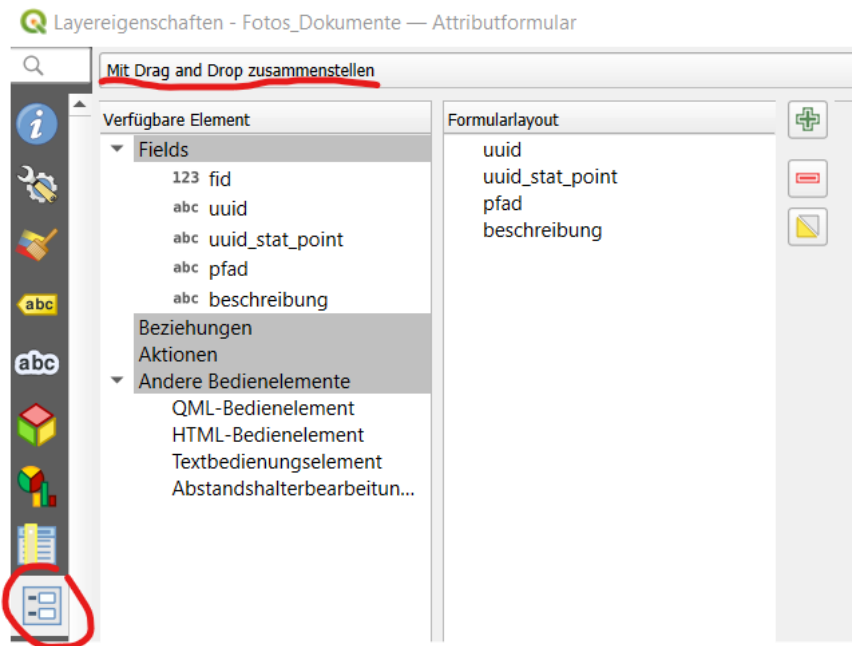 Layereigenschaften - Fotos_Dokumente — Attributformular
Mit Drag and Drop zusammenstellen
Verfügbare Element
Formularlayout
Fields
123 fid
abc uuid
abc uuid_stat_point
abc pfad
abc beschreibung
Beziehungen
Aktionen
Andere Bedienelemente
QML-Bedienelement
HTML-Bedienelement
Textbedienungselement
Abstandshalterbearbeitun...
uuid
uuid_stat_point
pfad
beschreibung
i
abc
abc